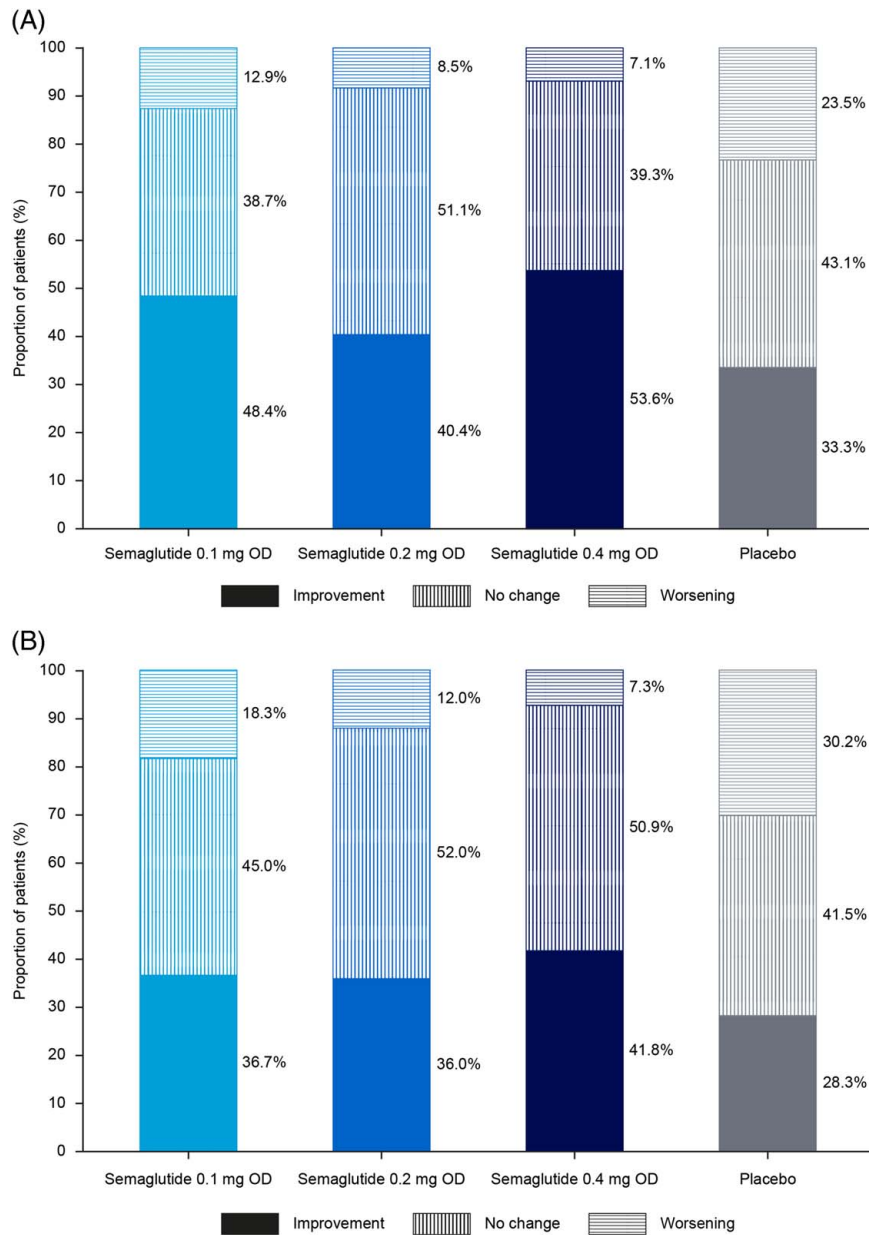 (A)
100
90
80
70
60
50
40
30
20
10
0
Proportion of patients (%)
12.9%
38.7%
48.4%
8.5%
51.1%
40.4%
7.1%
39.3%
53.6%
23.5%
43.1%
33.3%
Semaglutide 0.1 mg OD
Semaglutide 0.2 mg OD
Semaglutide 0.4 mg OD
Placebo
Improvement
No change
Worsening
(B)
100
90
80
70
60
50
40
30
20
10
0
Proportion of patients (%)
18.3%
45.0%
36.7%
12.0%
52.0%
36.0%
7.3%
50.9%
41.8%
30.2%
41.5%
28.3%
Semaglutide 0.1 mg OD
Semaglutide 0.2 mg OD
Semaglutide 0.4 mg OD
Placebo
Improvement
No change
Worsening